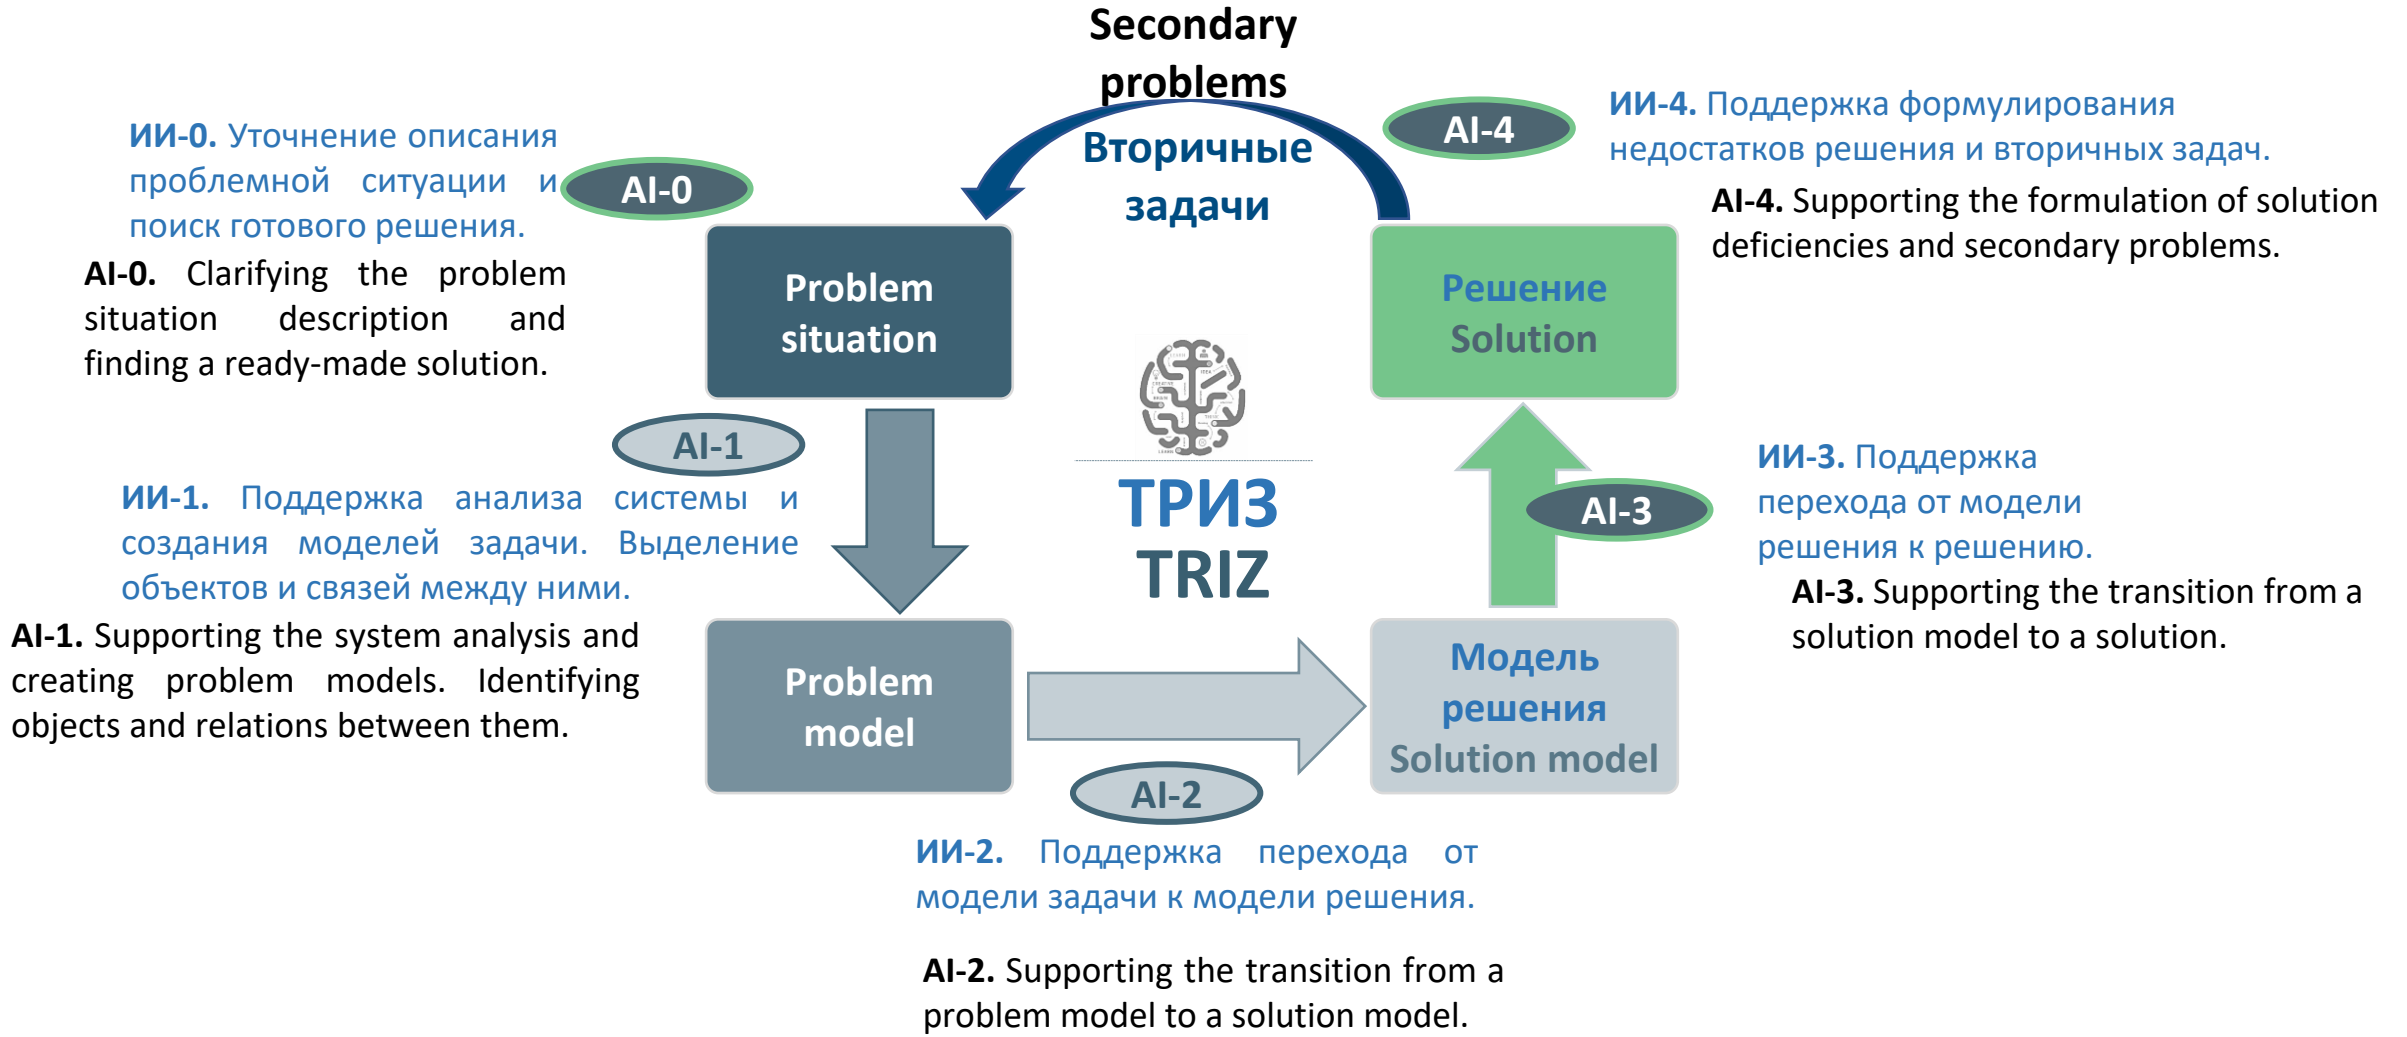 Secondary
problems
Вторичные
задачи
ИИ-0. Уточнение описания
проблемной ситуации и
поиск готового решения.
AI-0
AI-0. Clarifying the problem
situation description and
finding a ready-made solution.
AI-4
ИИ-4. Поддержка формулирования
недостатков решения и вторичных задач.
AI-4. Supporting the formulation of solution
deficiencies and secondary problems.
Problem
situation
Решение
Solution
AI-1
ИИ-1. Поддержка анализа системы и
создания моделей задачи. Выделение
объектов и связей между ними.
AI-1. Supporting the system analysis and
creating problem models. Identifying
objects and relations between them.
ТРИЗ
TRIZ
AI-3
ИИ-3. Поддержка
перехода от модели
решения к решению.
AI-3. Supporting the transition from a
solution model to a solution.
Problem
model
Модель
решения
Solution model
AI-2
ИИ-2. Поддержка перехода от
модели задачи к модели решения.
AI-2. Supporting the transition from a
problem model to a solution model.